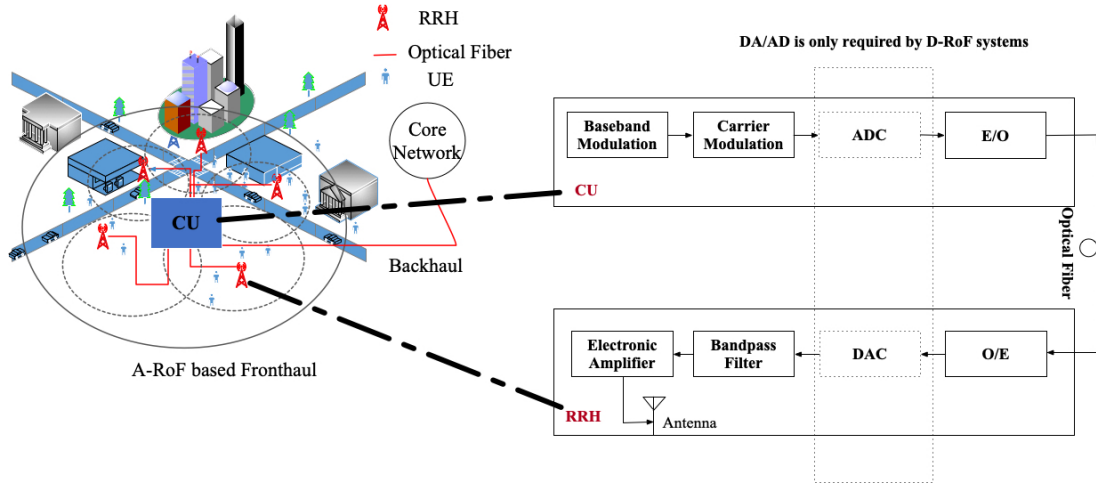 RRH
Optical Fiber
UE
Core
Network
CU
Backhaul
A-RoF based Fronthaul
DA/AD is only required by D-RoF systems
Baseband
Modulation
Carrier
Modulation
ADC
E/O
CU
Optical Fiber
Electronic
Amplifier
Bandpass
Filter
DAC
O/E
RRH
Antenna